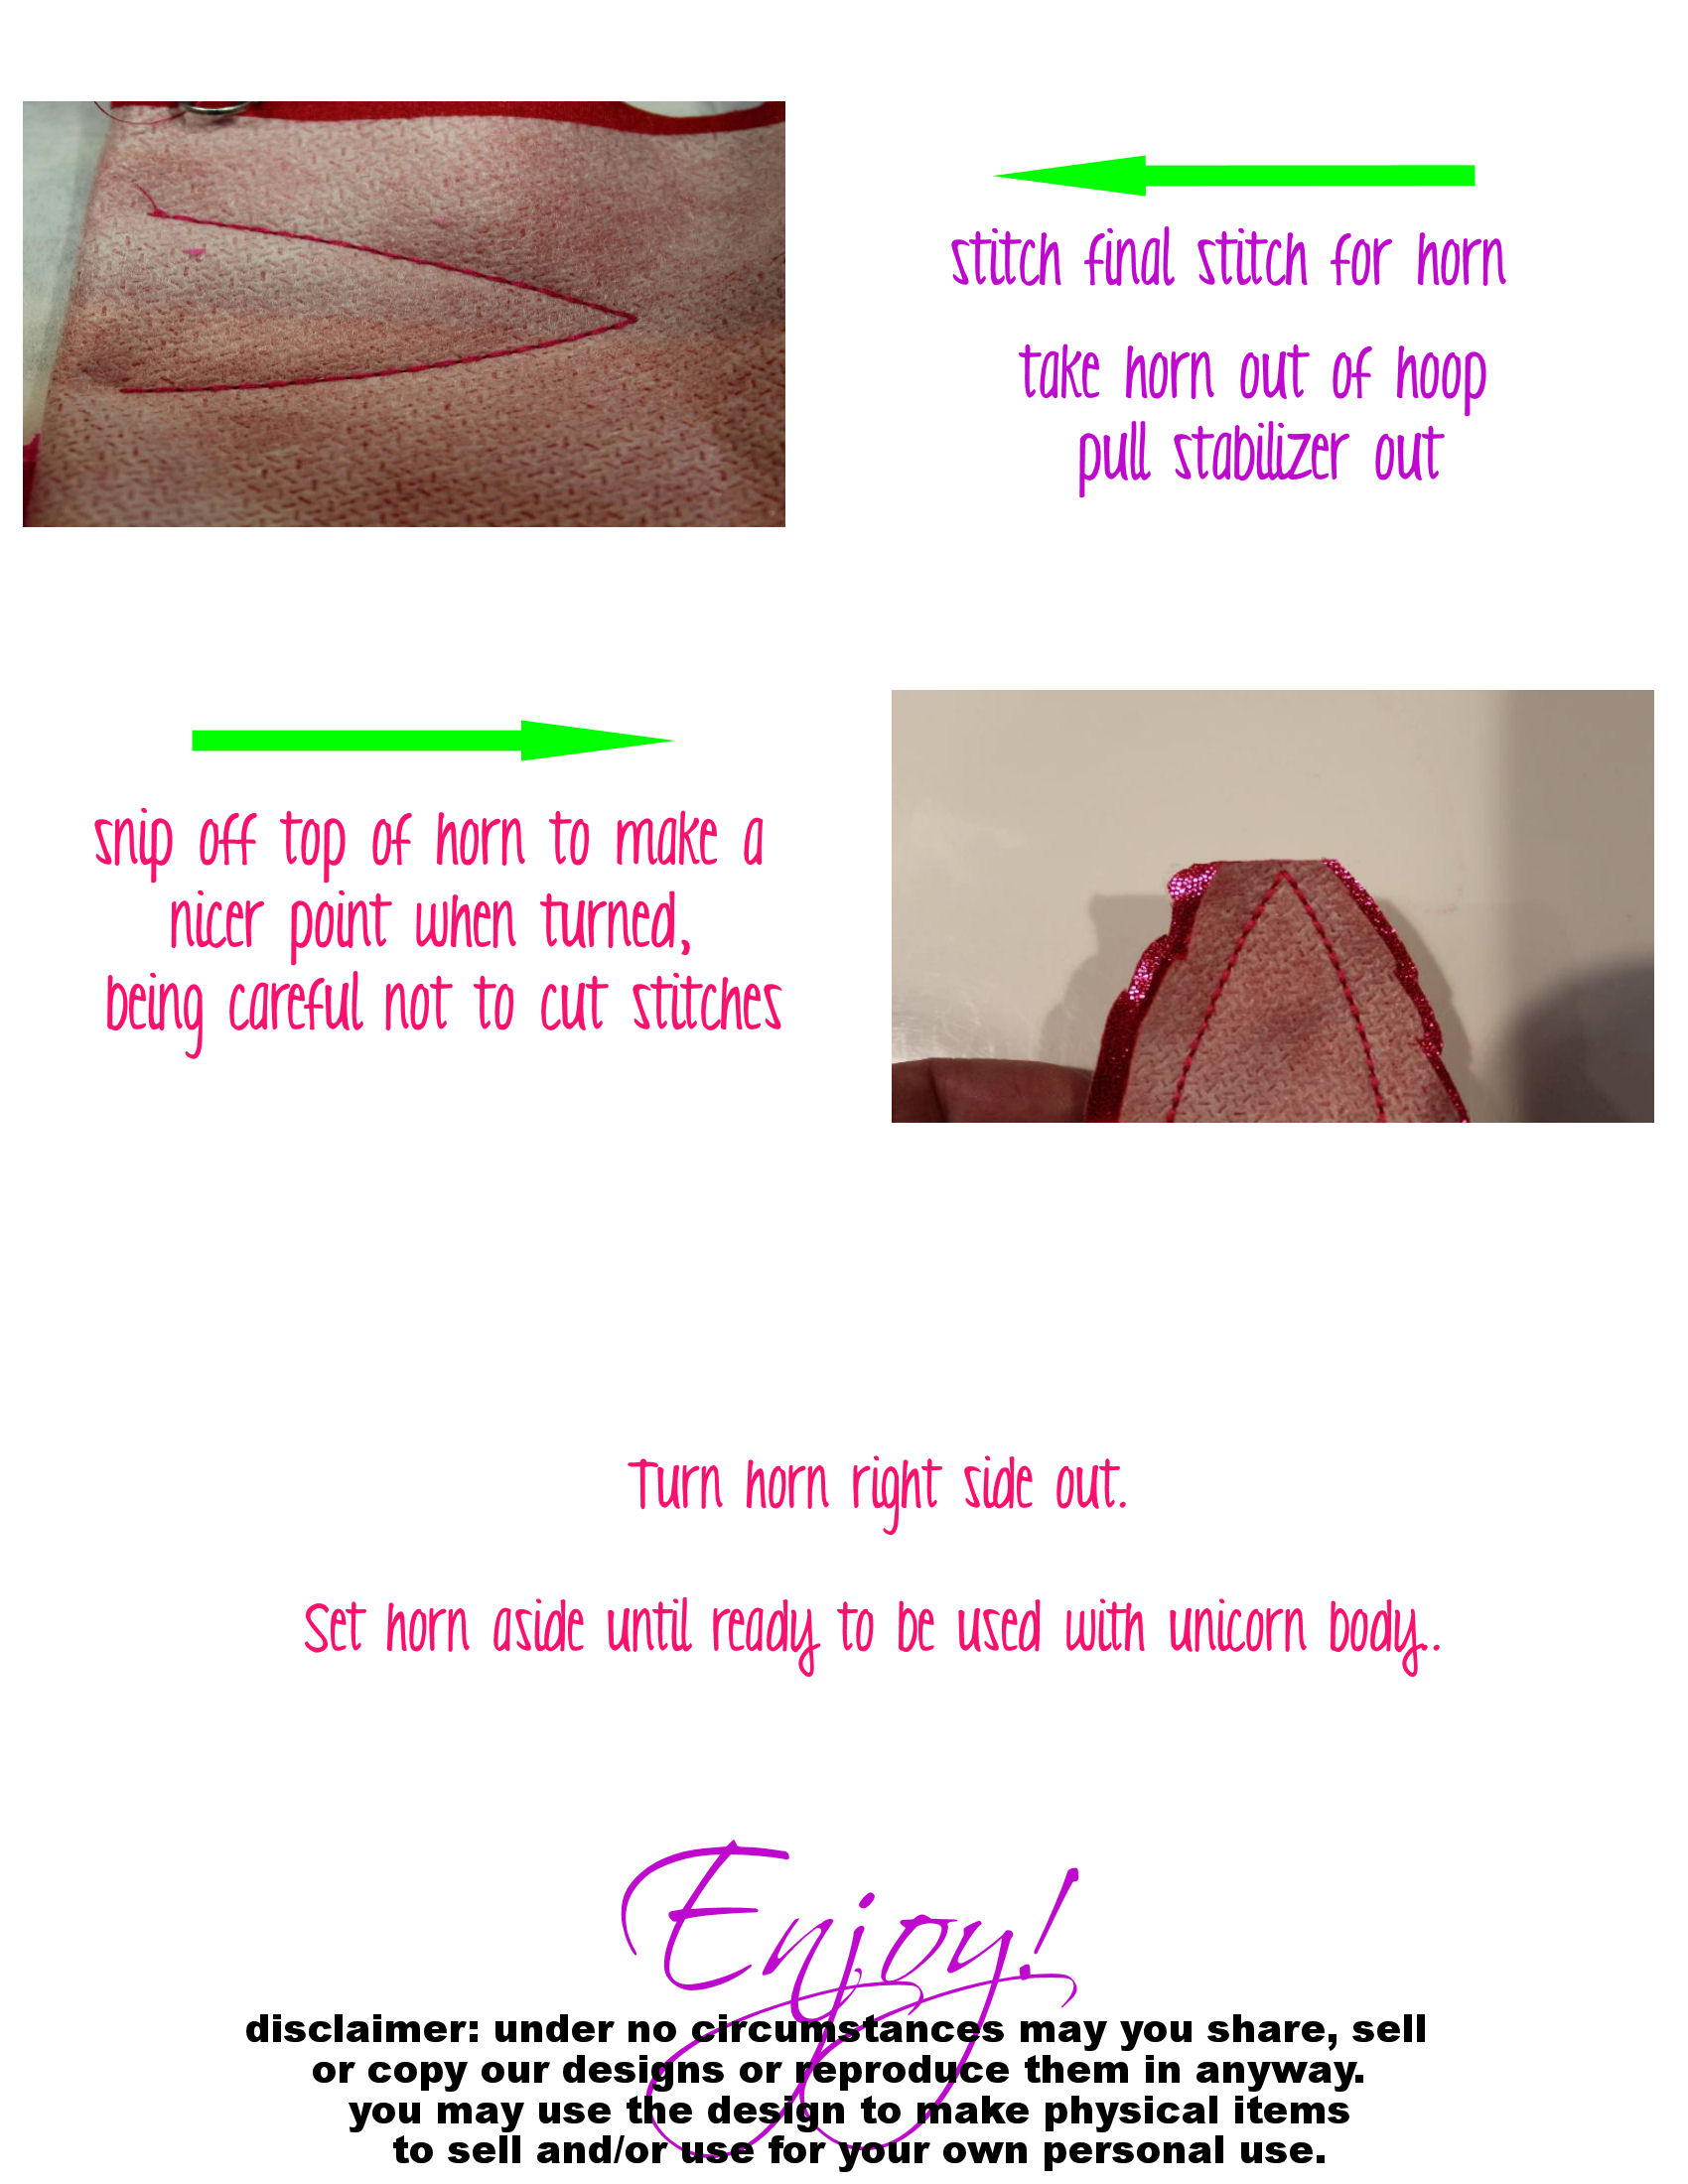 stitch final stitch for horn
take horn out of hoop
pull stabilizer out
snip off top of horn to make a
nicer point when turned,
being careful not to cut stitches
Turn horn right side out.
Set horn aside until ready to be used with unicorn body..
Enjoy!
disclaimer: under no circumstances may you share, sell
or copy our designs or reproduce them in anyway.
you may use the design to make physical items
to sell and/or use for your own personal use.